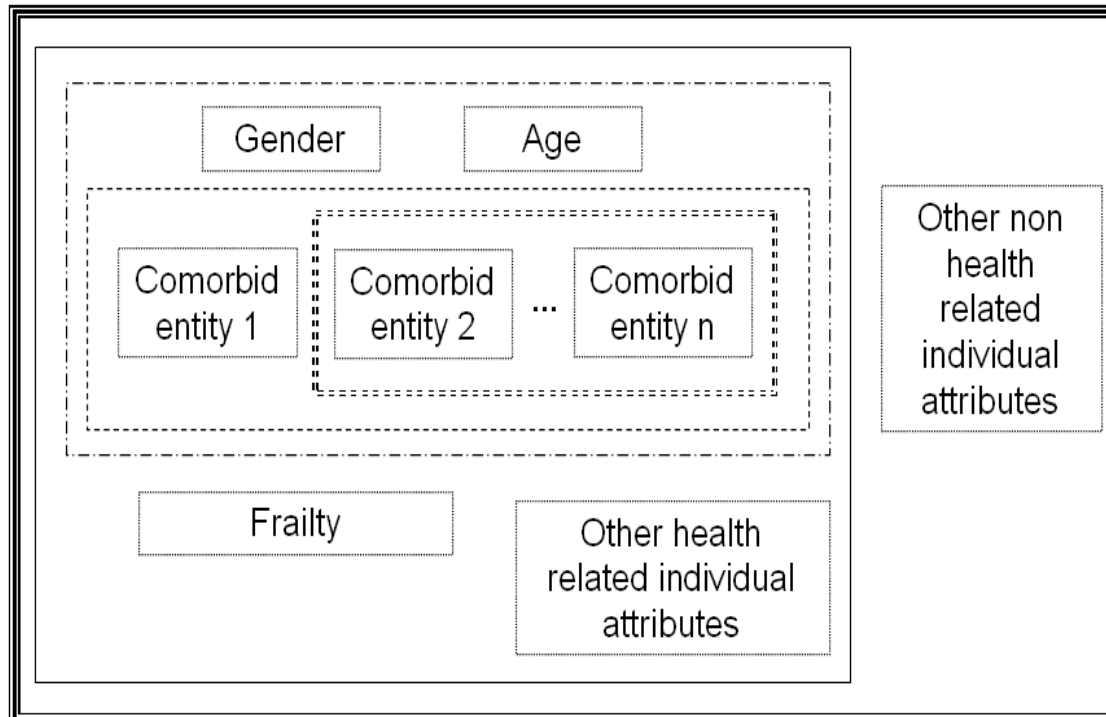 Gender
Age
Comorbid
entity 1
Comorbid
entity 2
...
Comorbid
entity n
Other non
health
related
individual
attributes
Frailty
Other health
related individual
attributes